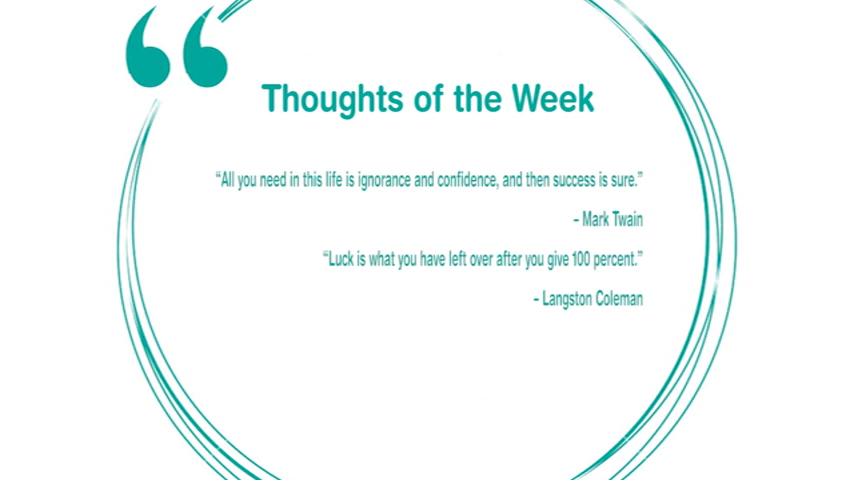 Thoughts of the Week
“All you need in this life is ignorance and confidence, and then success is sure.”
– Mark Twain
“Luck is what you have left over after you give 100 percent.”
– Langston Coleman